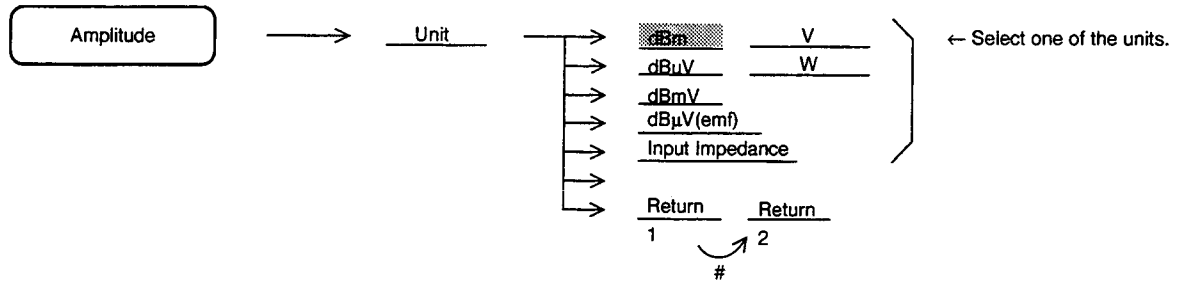 Amplitude Unit dBm V ← Select one of the units.
dBµV W
dBmV
dBµV(emf)
Input Impedance
Return Return
1 2
#